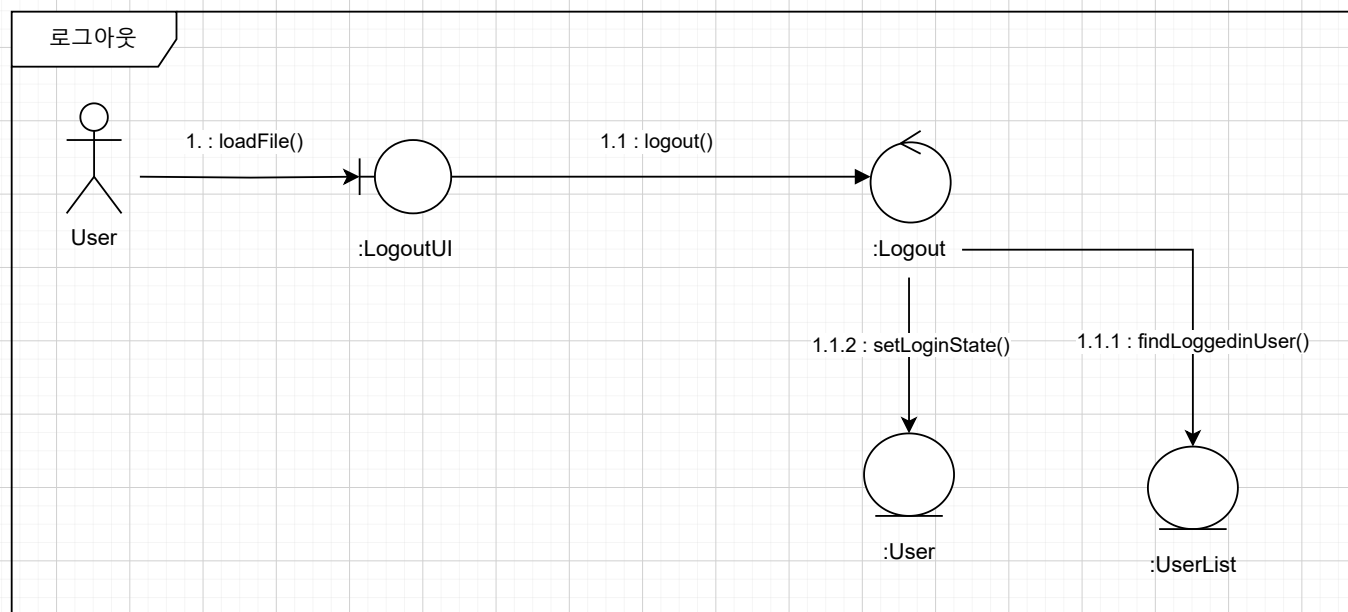 로그아웃
1. : loadFile()
1.1 : logout()
User
:LogoutUI
:Logout
1.1.2 : setLoginState()
1.1.1 : findLoggedinUser()
:User
:UserList